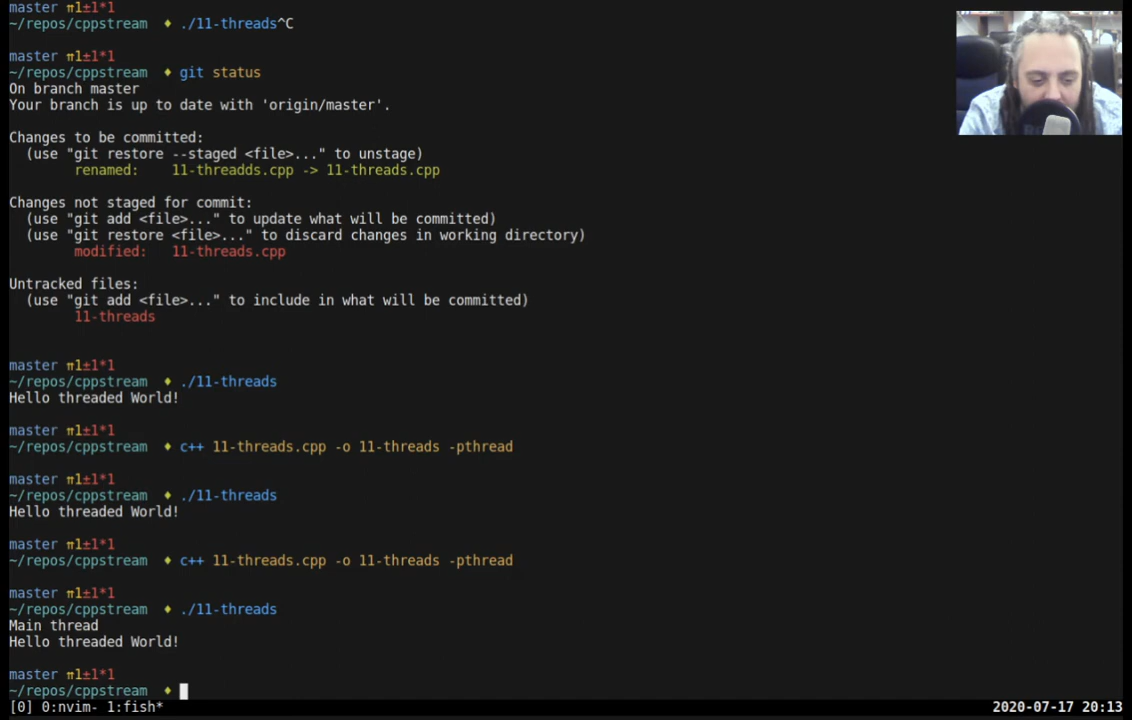 master ⇈1±1*1
~/repos/cppstream ♦ ./11-threads^C
master ⇈1±1*1
~/repos/cppstream ♦ git status
On branch master
Your branch is up to date with 'origin/master'.
Changes to be committed:
(use "git restore --staged <file>..." to unstage)
renamed: 11-threadds.cpp -> 11-threads.cpp
Changes not staged for commit:
(use "git add <file>..." to update what will be committed)
(use "git restore <file>..." to discard changes in working directory)
modified: 11-threads.cpp
Untracked files:
(use "git add <file>..." to include in what will be committed)
11-threads
master ⇈1±1*1
~/repos/cppstream ♦ ./11-threads
Hello threaded World!
master ⇈1±1*1
~/repos/cppstream ♦ c++ 11-threads.cpp -o 11-threads -pthread
master ⇈1±1*1
~/repos/cppstream ♦ ./11-threads
Hello threaded World!
master ⇈1±1*1
~/repos/cppstream ♦ c++ 11-threads.cpp -o 11-threads -pthread
master ⇈1±1*1
~/repos/cppstream ♦ ./11-threads
Main thread
Hello threaded World!
master ⇈1±1*1
~/repos/cppstream ♦
[0] 0:nvim- 1:fish* 2020-07-17 20:13